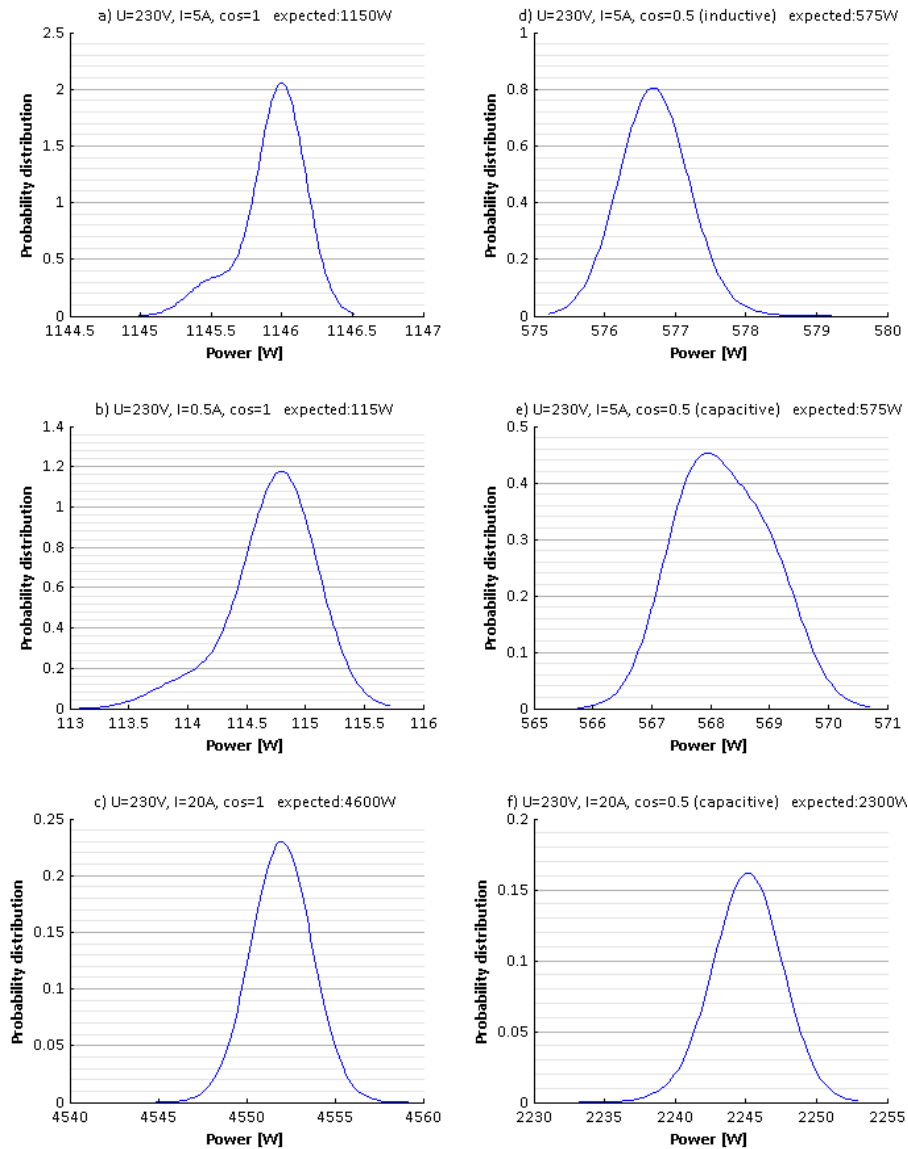 a) U=230V, I=5A, cos=1   expected:1150W
2.5
2
1.5
1
0.5
0
1144.5 1145 1145.5 1146 1146.5 1147
Probability distribution
Power [W]
d) U=230V, I=5A, cos=0.5 (inductive)   expected:575W
1
0.8
0.6
0.4
0.2
0
575 576 577 578 579 580
Probability distribution
Power [W]
b) U=230V, I=0.5A, cos=1   expected:115W
1.4
1.2
1
0.8
0.6
0.4
0.2
0
113 113.5 114 114.5 115 115.5 116
Probability distribution
Power [W]
e) U=230V, I=5A, cos=0.5 (capacitive)   expected:575W
0.5
0.4
0.3
0.2
0.1
0
565 566 567 568 569 570 571
Probability distribution
Power [W]
c) U=230V, I=20A, cos=1   expected:4600W
0.25
0.2
0.15
0.1
0.05
0
4540 4545 4550 4555 4560
Probability distribution
Power [W]
f) U=230V, I=20A, cos=0.5 (capacitive)   expected:2300W
0.2
0.15
0.1
0.05
0
2230 2235 2240 2245 2250 2255
Probability distribution
Power [W]